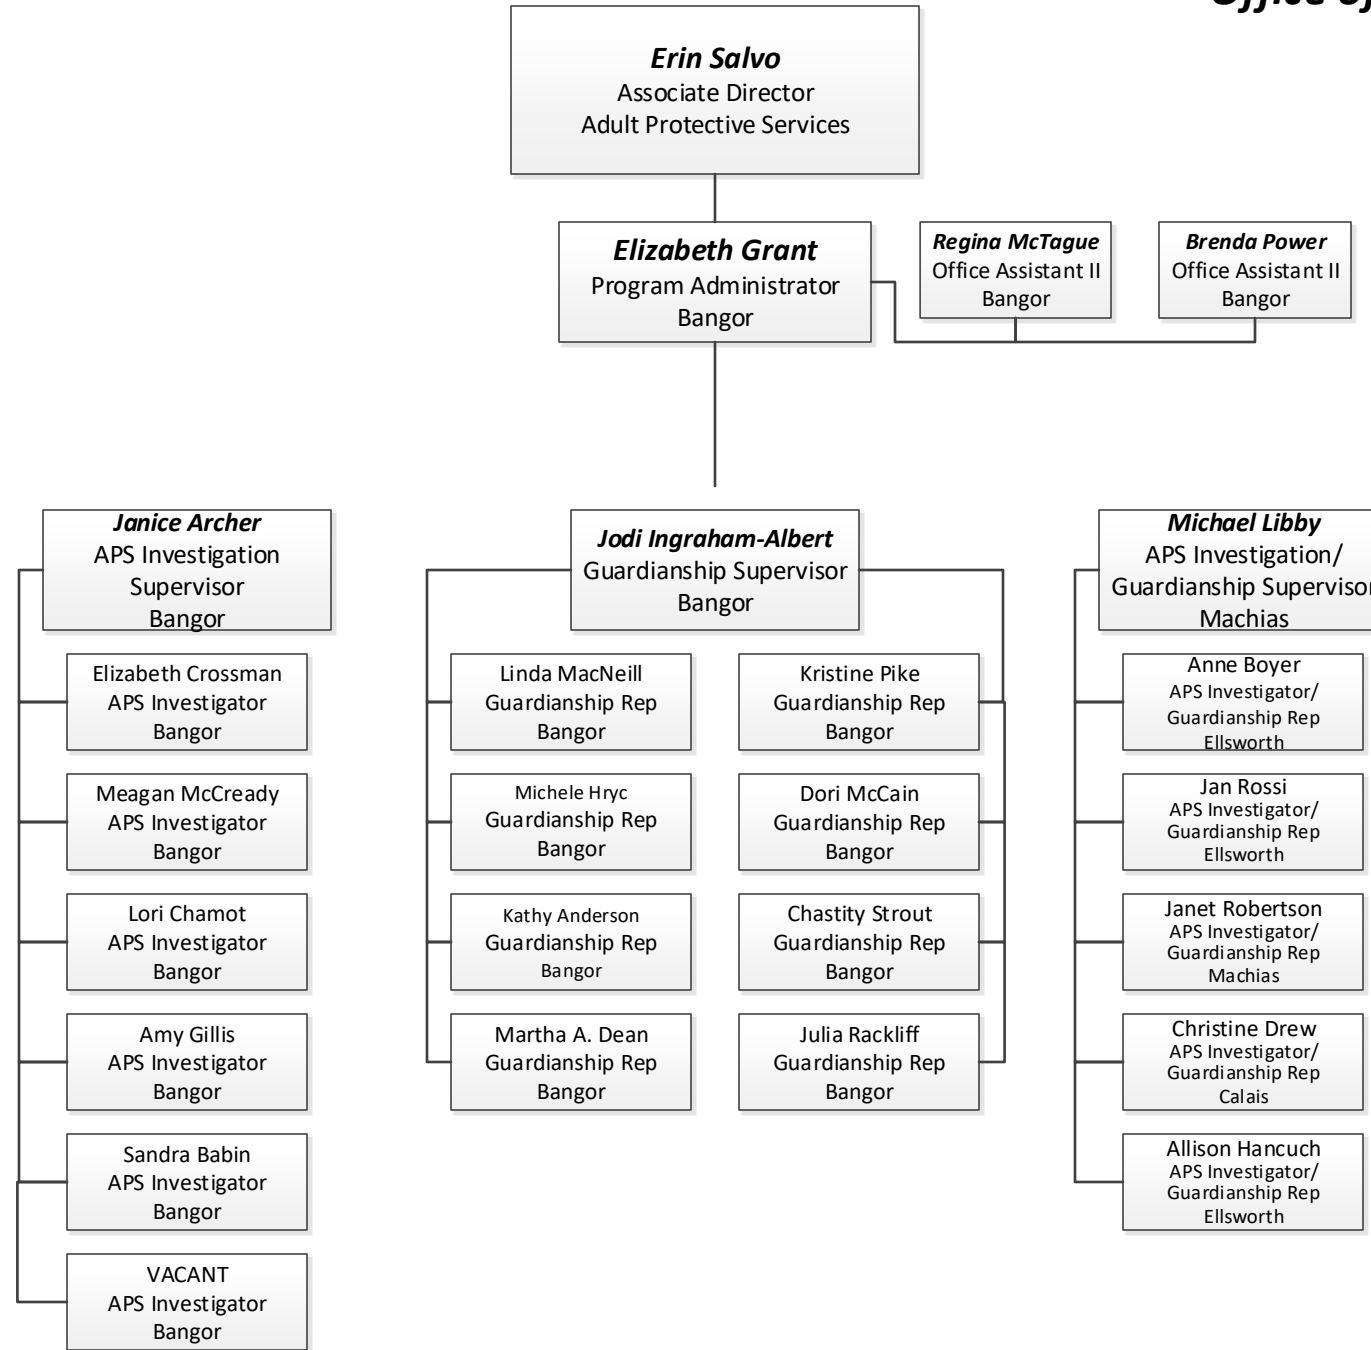 Office of
Erin Salvo
Associate Director
Adult Protective Services
Elizabeth Grant
Program Administrator
Bangor
Regina McTague
Office Assistant II
Bangor
Brenda Power
Office Assistant II
Bangor
Janice Archer
APS Investigation
Supervisor
Bangor
Elizabeth Crossman
APS Investigator
Bangor
Meagan McCready
APS Investigator
Bangor
Lori Chamot
APS Investigator
Bangor
Amy Gillis
APS Investigator
Bangor
Sandra Babin
APS Investigator
Bangor
VACANT
APS Investigator
Bangor
Jodi Ingraham-Albert
Guardianship Supervisor
Bangor
Linda MacNeill
Guardianship Rep
Bangor
Michele Hryc
Guardianship Rep
Bangor
Kathy Anderson
Guardianship Rep
Bangor
Martha A. Dean
Guardianship Rep
Bangor
Kristine Pike
Guardianship Rep
Bangor
Dori McCain
Guardianship Rep
Bangor
Chastity Strout
Guardianship Rep
Bangor
Julia Rackliff
Guardianship Rep
Bangor
Michael Libby
APS Investigation/
Guardianship Supervisor
Machias
Anne Boyer
APS Investigator/
Guardianship Rep
Ellsworth
Jan Rossi
APS Investigator/
Guardianship Rep
Ellsworth
Janet Robertson
APS Investigator/
Guardianship Rep
Machias
Christine Drew
APS Investigator/
Guardianship Rep
Calais
Allison Hancuch
APS Investigator/
Guardianship Rep
Ellsworth